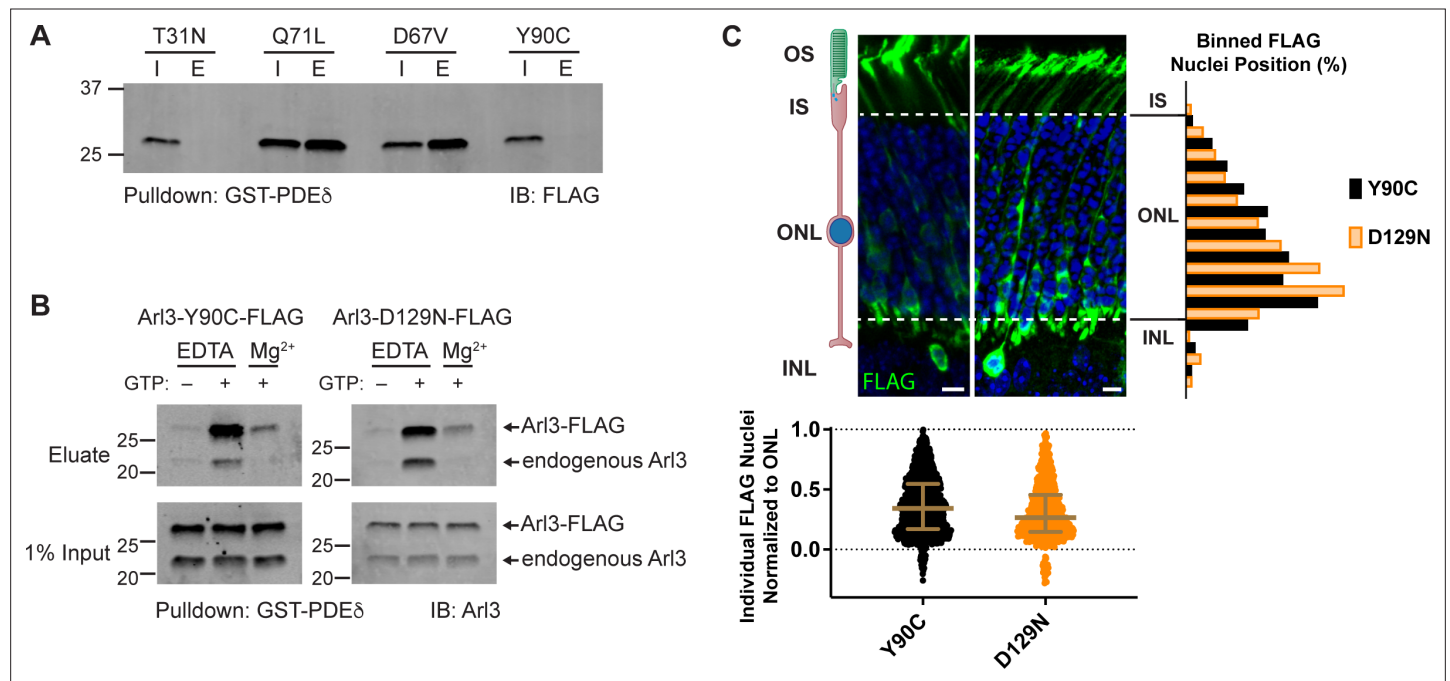 A
T31N Q71L D67V Y90C
I E I E I E I E
37
25
Pulldown: GST-PDEδ IB: FLAG
B
Arl3-Y90C-FLAG Arl3-D129N-FLAG
EDTA Mg2+ EDTA Mg2+
GTP: – + + – + +
Eluate
25
20
25
20
Arl3-FLAG
endogenous Arl3
1% Input
25
20
25
20
Arl3-FLAG
endogenous Arl3
Pulldown: GST-PDEδ IB: Arl3
C
OS
IS
ONL
INL
FLAG
Binned FLAG
Nuclei Position (%)
IS
ONL
INL
Y90C
D129N
Individual FLAG Nuclei
Normalized to ONL
1.0
0.5
0.0
Y90C
D129N